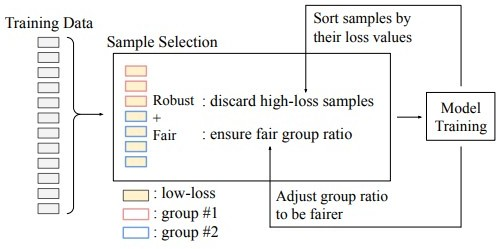 Training Data
Sample Selection
Sort samples by
their loss values
Robust : discard high-loss samples
+
Fair : ensure fair group ratio
Model
Training
: low-loss
: group #1
: group #2
Adjust group ratio
to be fairer